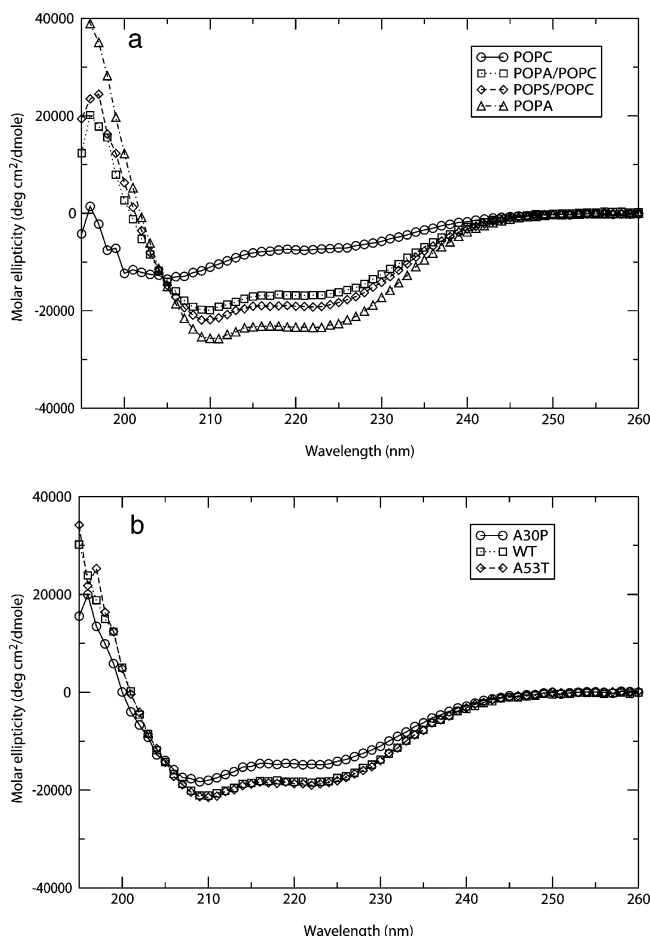 a
POPC
POPA/POPC
POPS/POPC
POPA
40000
20000
0
-20000
-40000
Molar ellipticity (deg cm2/dmole)
200 210 220 230 240 250 260
Wavelength (nm)
b
A30P
WT
A53T
40000
20000
0
-20000
-40000
Molar ellipticity (deg cm2/dmole)
200 210 220 230 240 250 260
Wavelength (nm)